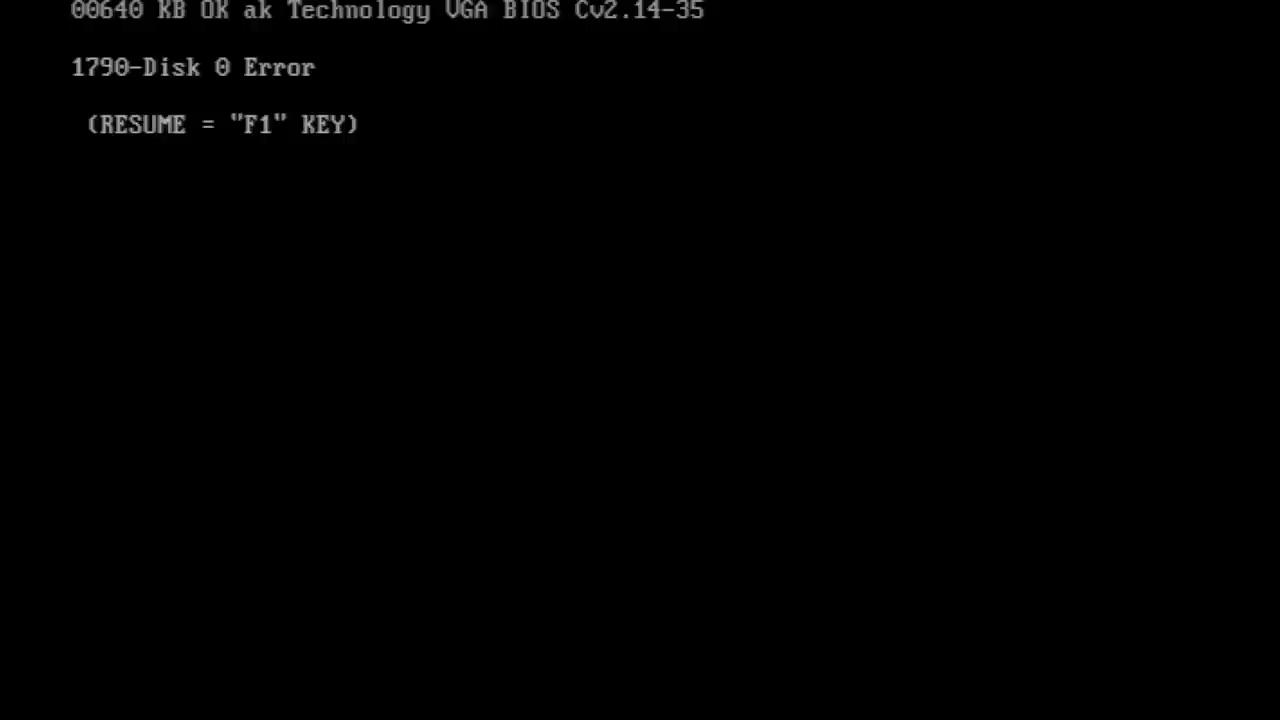 00640 KB OK ak Technology VGA BIOS Cv2.14-35
1790-Disk 0 Error
(RESUME = "F1" KEY)